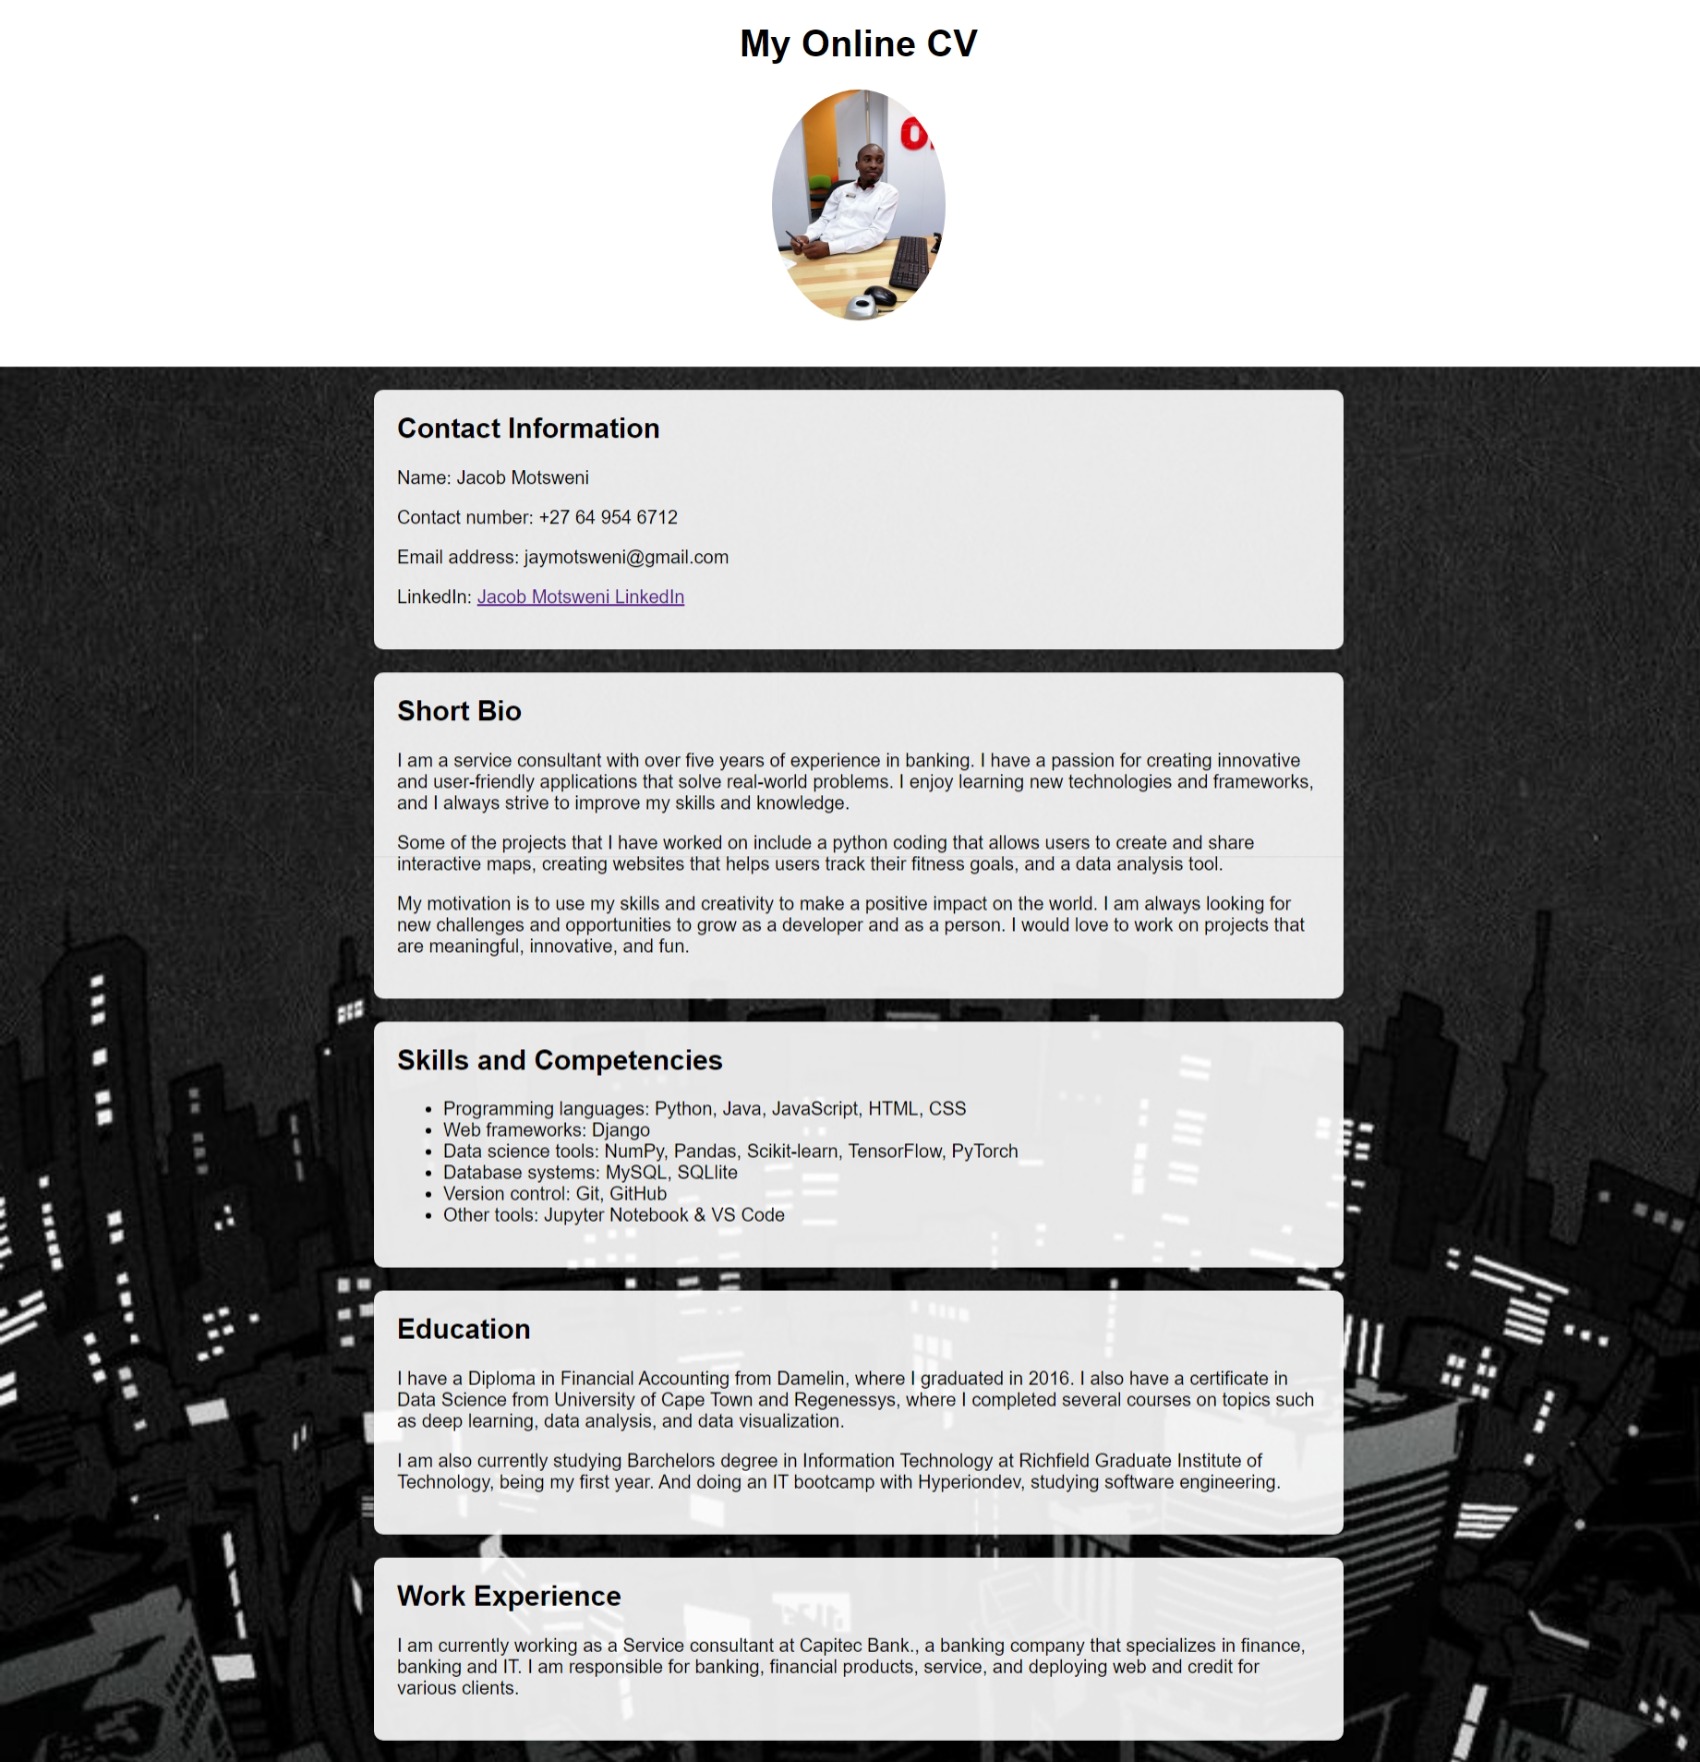 My Online CV
Contact Information
Name: Jacob Motsweni
Contact number: +27 64 954 6712
Email address: jaymotsweni@gmail.com
LinkedIn: Jacob Motsweni LinkedIn
Short Bio
I am a service consultant with over five years of experience in banking. I have a passion for creating innovative
and user-friendly applications that solve real-world problems. I enjoy learning new technologies and frameworks,
and I always strive to improve my skills and knowledge.
Some of the projects that I have worked on include a python coding that allows users to create and share
interactive maps, creating websites that helps users track their fitness goals, and a data analysis tool.
My motivation is to use my skills and creativity to make a positive impact on the world. I am always looking for
new challenges and opportunities to grow as a developer and as a person. I would love to work on projects that
are meaningful, innovative, and fun.
Skills and Competencies
• Programming languages: Python, Java, JavaScript, HTML, CSS
• Web frameworks: Django
• Data science tools: NumPy, Pandas, Scikit-learn, TensorFlow, PyTorch
• Database systems: MySQL, SQLlite
• Version control: Git, GitHub
• Other tools: Jupyter Notebook & VS Code
Education
I have a Diploma in Financial Accounting from Damelin, where I graduated in 2016. I also have a certificate in
Data Science from University of Cape Town and Regenessys, where I completed several courses on topics such
as deep learning, data analysis, and data visualization.
I am also currently studying Barchelors degree in Information Technology at Richfield Graduate Institute of
Technology, being my first year. And doing an IT bootcamp with Hyperiondev, studying software engineering.
Work Experience
I am currently working as a Service consultant at Capitec Bank., a banking company that specializes in finance,
banking and IT. I am responsible for banking, financial products, service, and deploying web and credit for
various clients.